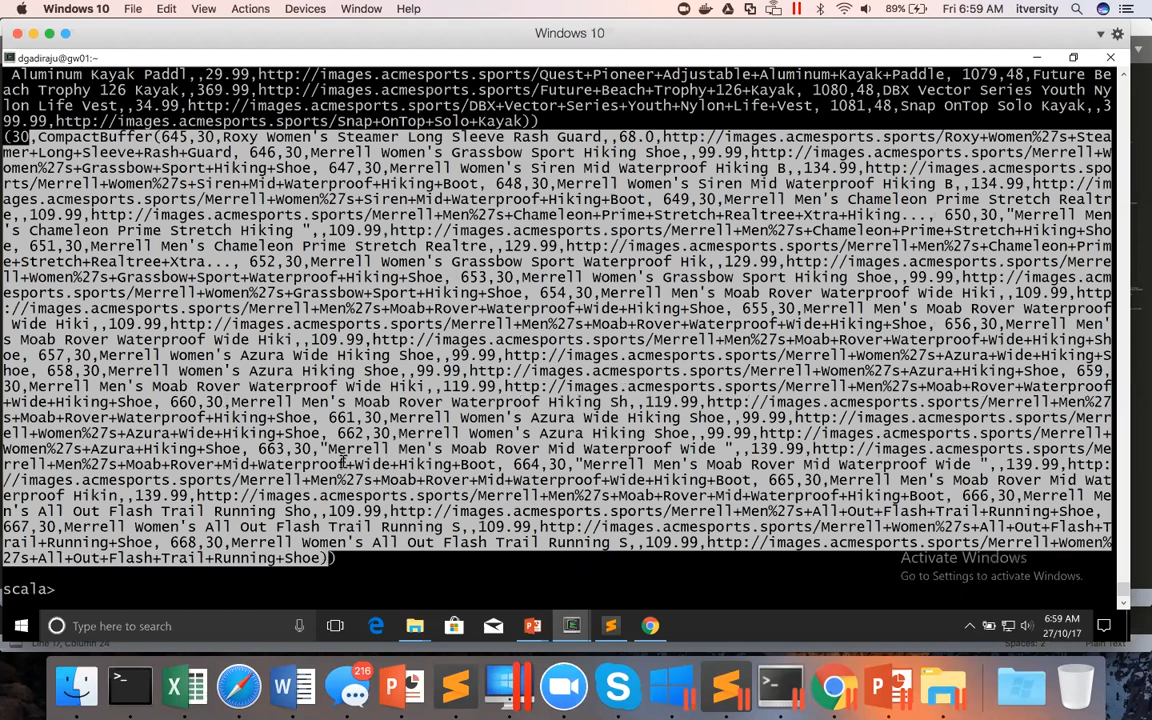 Windows 10 File Edit View Actions Devices Window Help 89% Fri 6:59 AM itversity
Windows 10
dgadiraju@gw01:~
Aluminum Kayak Paddl,,29.99,http://images.acmesports.sports/Quest+Pioneer+Adjustable+Aluminum+Kayak+Paddle, 1079,48,Future Be
ach Trophy 126 Kayak,,369.99,http://images.acmesports.sports/Future+Beach+Trophy+126+Kayak, 1080,48,DBX Vector Series Youth Ny
lon Life Vest,,34.99,http://images.acmesports.sports/DBX+Vector+Series+Youth+Nylon+Life+Vest, 1081,48,Snap OnTop Solo Kayak,,3
99.99,http://images.acmesports.sports/Snap+OnTop+Solo+Kayak))
(30,CompactBuffer(645,30,Roxy Women's Steamer Long Sleeve Rash Guard,,68.0,http://images.acmesports.sports/Roxy+Women%27s+Stea
mer+Long+Sleeve+Rash+Guard, 646,30,Merrell Women's Grassbow Sport Hiking Shoe,,99.99,http://images.acmesports.sports/Merrell+W
omen%27s+Grassbow+Sport+Hiking+Shoe, 647,30,Merrell Women's Siren Mid Waterproof Hiking B,,134.99,http://images.acmesports.spo
rts/Merrell+Women%27s+Siren+Mid+Waterproof+Hiking+Boot, 648,30,Merrell Women's Siren Mid Waterproof Hiking B,,134.99,http://im
ages.acmesports.sports/Merrell+Women%27s+Siren+Mid+Waterproof+Hiking+Boot, 649,30,Merrell Men's Chameleon Prime Stretch Realtr
e,,109.99,http://images.acmesports.sports/Merrell+Men%27s+Chameleon+Prime+Stretch+Realtree+Xtra+Hiking..., 650,30,"Merrell Men
's Chameleon Prime Stretch Hiking ",,109.99,http://images.acmesports.sports/Merrell+Men%27s+Chameleon+Prime+Stretch+Hiking+Sho
e, 651,30,Merrell Men's Chameleon Prime Stretch Realtre,,129.99,http://images.acmesports.sports/Merrell+Men%27s+Chameleon+Prim
e+Stretch+Realtree+Xtra..., 652,30,Merrell Women's Grassbow Sport Waterproof Hik,,129.99,http://images.acmesports.sports/Merre
ll+Women%27s+Grassbow+Sport+Waterproof+Hiking+Shoe, 653,30,Merrell Women's Grassbow Sport Hiking Shoe,,99.99,http://images.acm
esports.sports/Merrell+Women%27s+Grassbow+Sport+Hiking+Shoe, 654,30,Merrell Men's Moab Rover Waterproof Wide Hiki,,109.99,http
://images.acmesports.sports/Merrell+Men%27s+Moab+Rover+Waterproof+Wide+Hiking+Shoe, 655,30,Merrell Men's Moab Rover Waterproof
Wide Hiki,,109.99,http://images.acmesports.sports/Merrell+Men%27s+Moab+Rover+Waterproof+Wide+Hiking+Shoe, 656,30,Merrell Men'
s Moab Rover Waterproof Wide Hiki,,109.99,http://images.acmesports.sports/Merrell+Men%27s+Moab+Rover+Waterproof+Wide+Hiking+Sh
oe, 657,30,Merrell Women's Azura Wide Hiking Shoe,,99.99,http://images.acmesports.sports/Merrell+Women%27s+Azura+Wide+Hiking+S
hoe, 658,30,Merrell Women's Azura Hiking Shoe,,99.99,http://images.acmesports.sports/Merrell+Women%27s+Azura+Hiking+Shoe, 659,
30,Merrell Men's Moab Rover Waterproof Wide Hiki,,119.99,http://images.acmesports.sports/Merrell+Men%27s+Moab+Rover+Waterproof
+Wide+Hiking+Shoe, 660,30,Merrell Men's Moab Rover Waterproof Hiking Sh,,119.99,http://images.acmesports.sports/Merrell+Men%27
s+Moab+Rover+Waterproof+Hiking+Shoe, 661,30,Merrell Women's Azura Wide Hiking Shoe,,99.99,http://images.acmesports.sports/Merr
ell+Women%27s+Azura+Wide+Hiking+Shoe, 662,30,Merrell Women's Azura Hiking Shoe,,99.99,http://images.acmesports.sports/Merrell+
Women%27s+Azura+Hiking+Shoe, 663,30,"Merrell Men's Moab Rover Mid Waterproof Wide ",,139.99,http://images.acmesports.sports/Me
rrell+Men%27s+Moab+Rover+Mid+Waterproof+Wide+Hiking+Boot, 664,30,"Merrell Men's Moab Rover Mid Waterproof Wide ",,139.99,http:
//images.acmesports.sports/Merrell+Men%27s+Moab+Rover+Mid+Waterproof+Wide+Hiking+Boot, 665,30,Merrell Men's Moab Rover Mid Wat
erproof Hikin,,139.99,http://images.acmesports.sports/Merrell+Men%27s+Moab+Rover+Mid+Waterproof+Hiking+Boot, 666,30,Merrell Me
n's All Out Flash Trail Running Sho,,109.99,http://images.acmesports.sports/Merrell+Men%27s+All+Out+Flash+Trail+Running+Shoe,
667,30,Merrell Women's All Out Flash Trail Running S,,109.99,http://images.acmesports.sports/Merrell+Women%27s+All+Out+Flash+T
rail+Running+Shoe, 668,30,Merrell Women's All Out Flash Trail Running S,,109.99,http://images.acmesports.sports/Merrell+Women%
27s+All+Out+Flash+Trail+Running+Shoe))
Activate Windows
Go to Settings to activate Windows.
scala>
Type here to search
6:59 AM
27/10/17
Line 17, Column 24 Spaces: 2 Plain Text
216